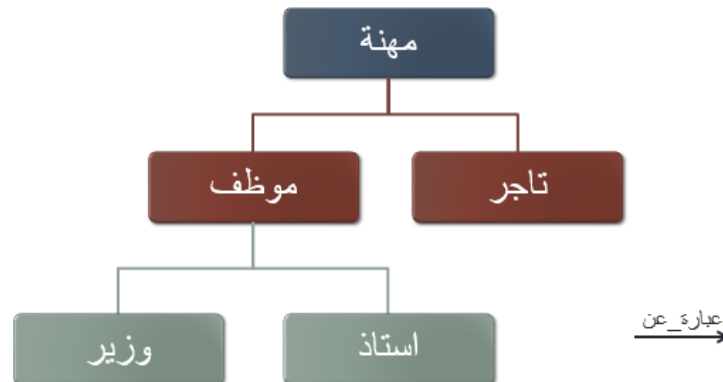 مهنة
تاجر
موظف
استاذ
وزير
عبارة_عن